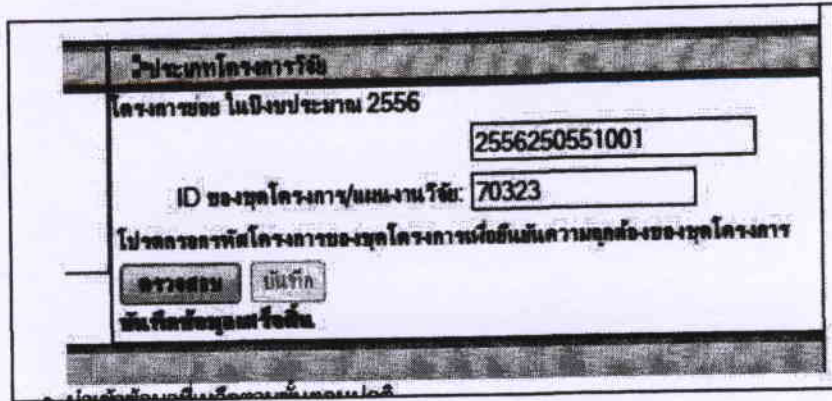 ประเภทโครงการวิจัย
โครงการย่อย ในปีงบประมาณ 2556
2556250551001
ID ของชุดโครงการ/แผนงานวิจัย: 70323
โปรดกรอกรหัสโครงการของชุดโครงการเพื่อยืนยันความถูกต้องของชุดโครงการ
ตรวจสอบ บันทึก
บันทึกข้อมูลเสร็จสิ้น